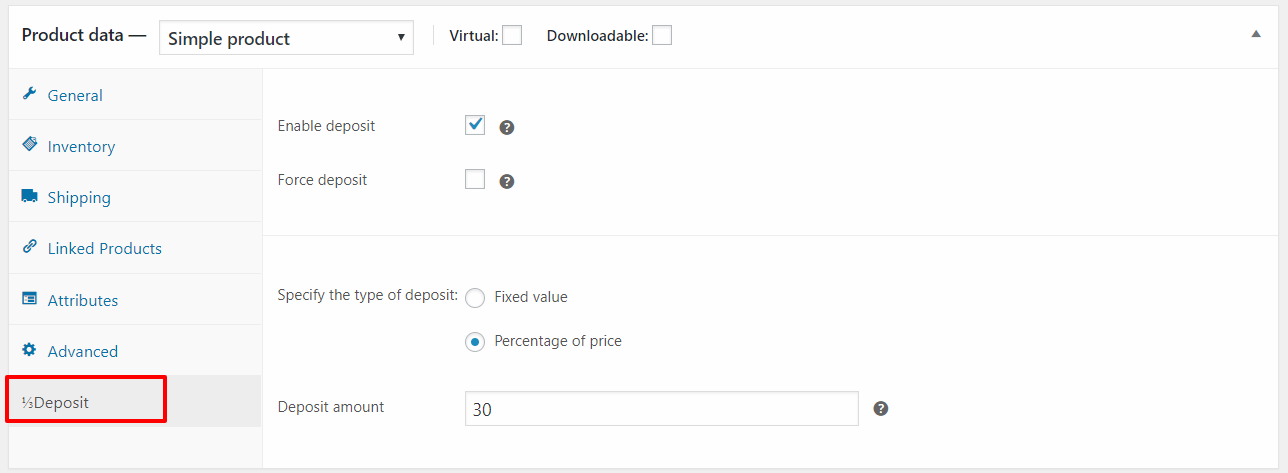 Product data — Simple product Virtual: Downloadable:
General
Inventory
Shipping
Linked Products
Attributes
Advanced
⅓Deposit
Enable deposit
Force deposit
Specify the type of deposit: Fixed value
Percentage of price
Deposit amount 30